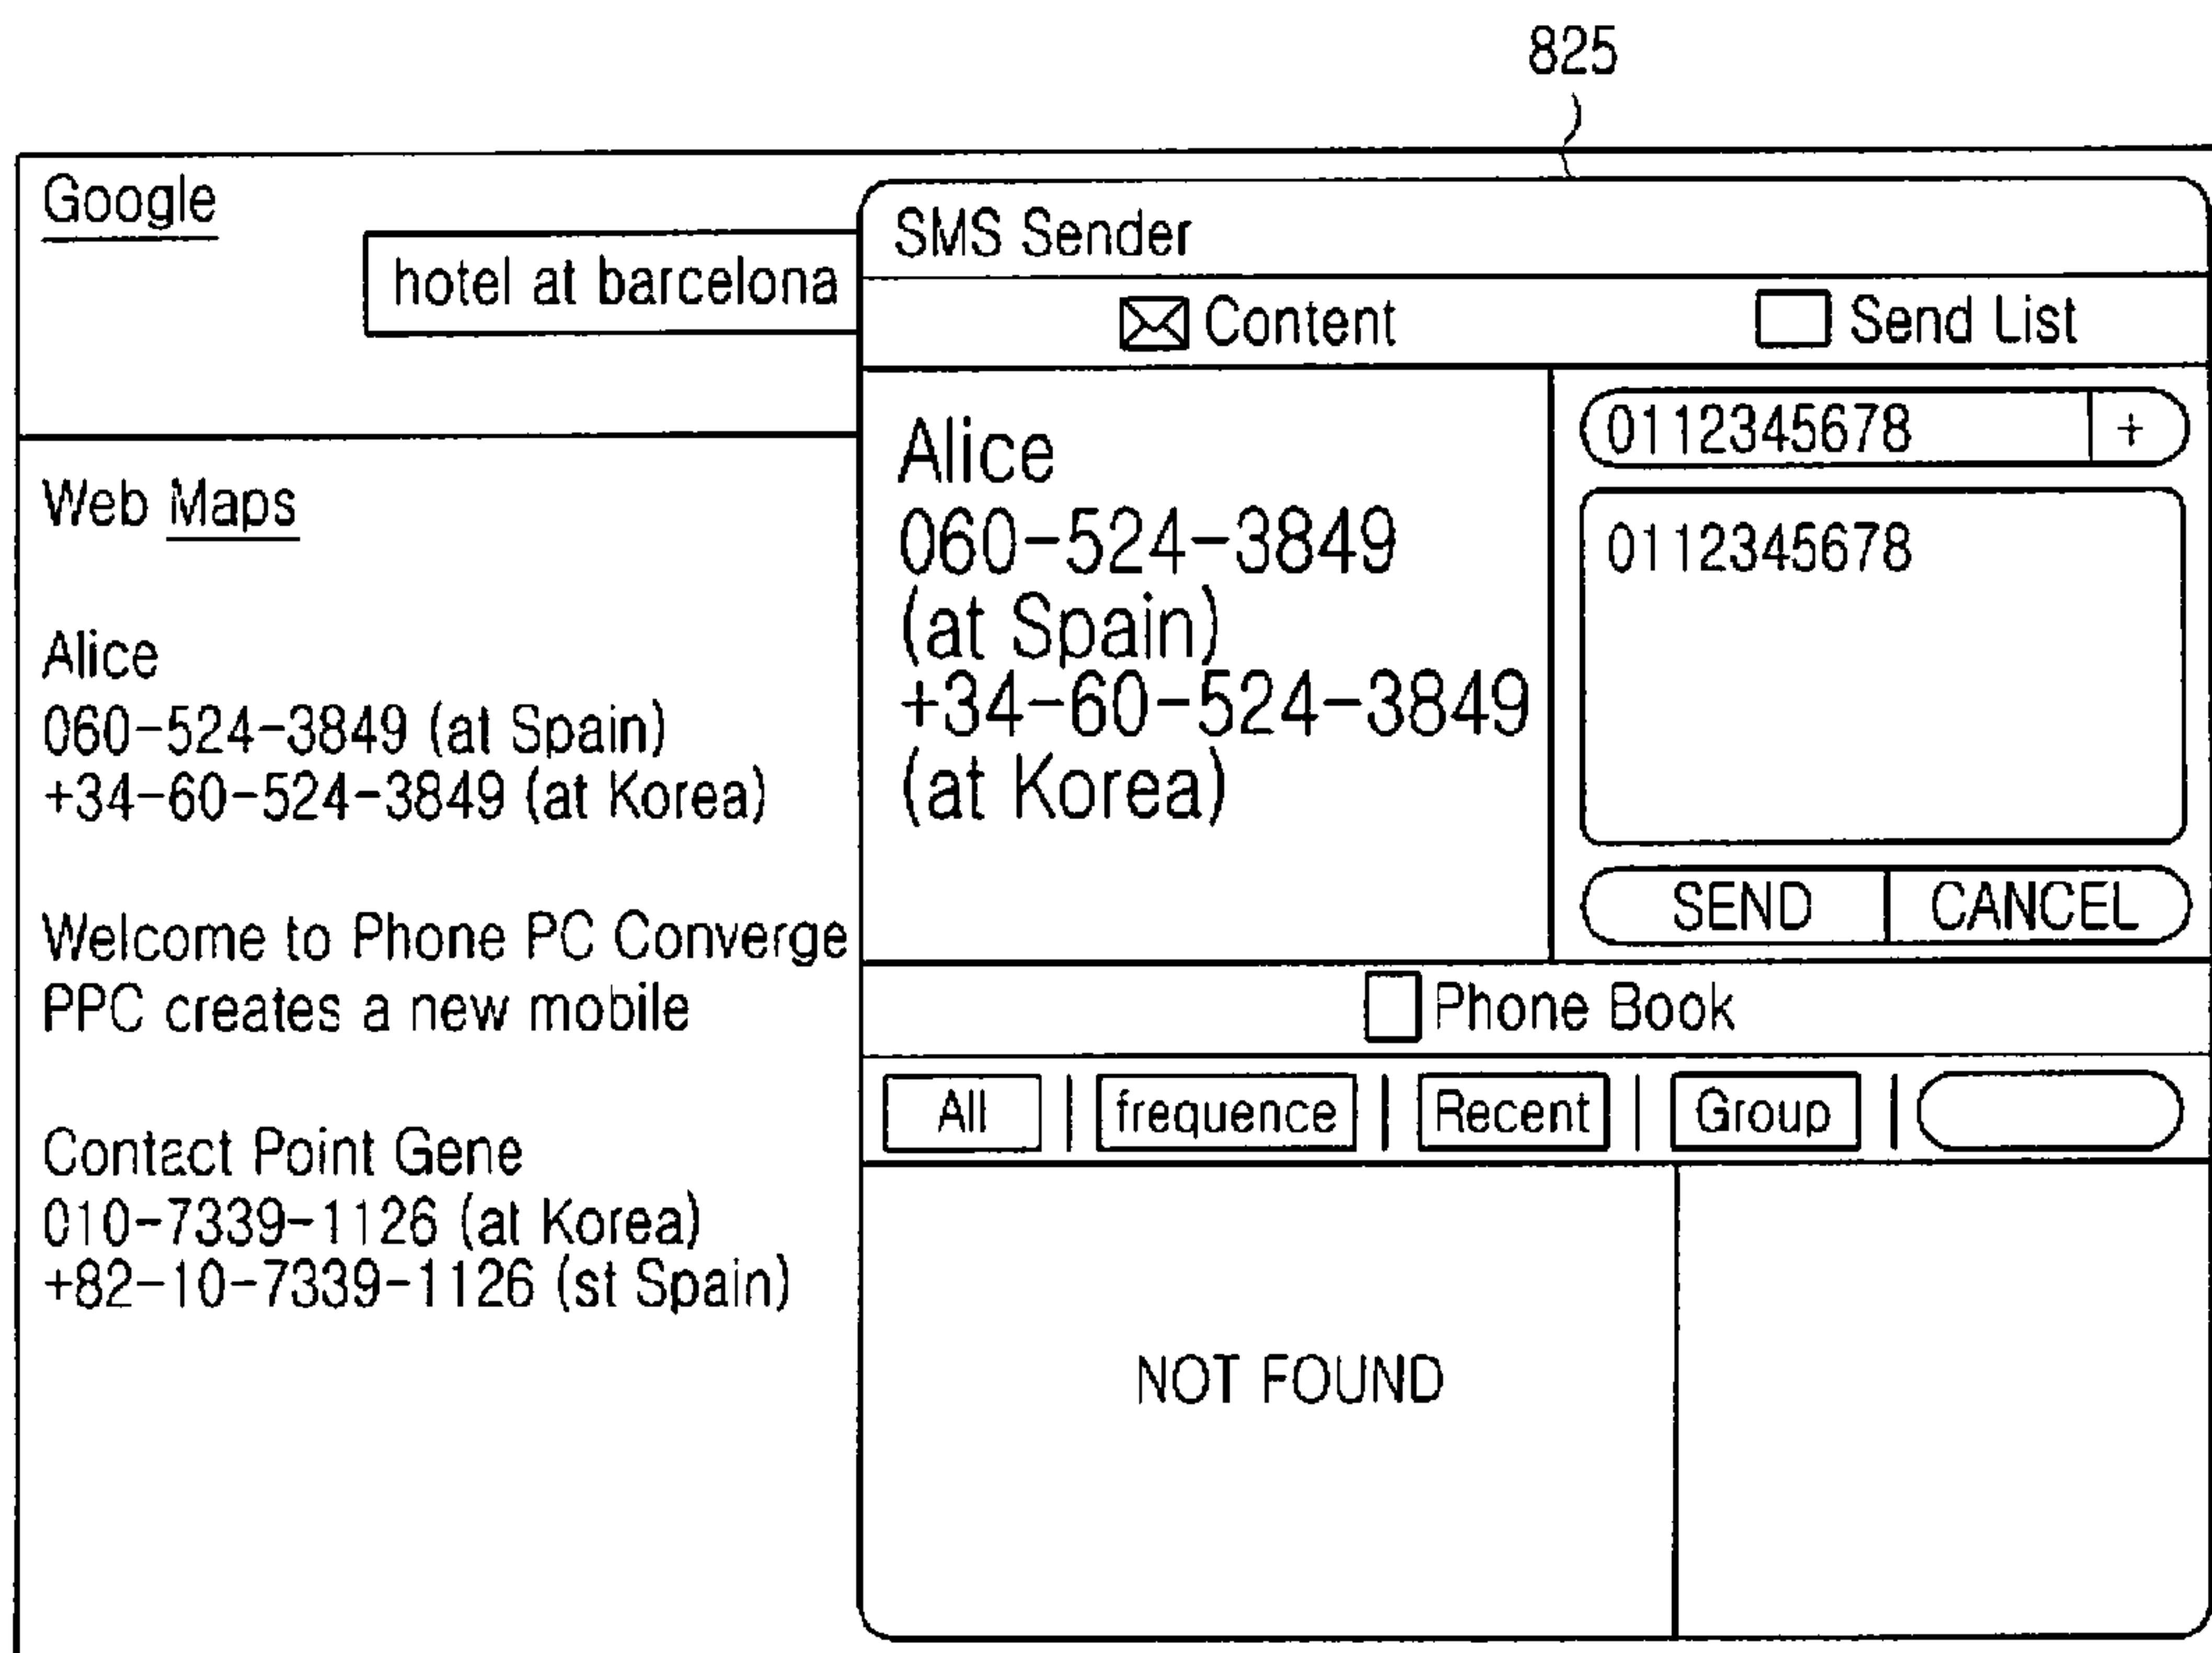 825
Google
hotel at barcelona
Web Maps
Alice
060-524-3849 (at Spain)
+34-60-524-3849 (at Korea)
Welcome to Phone PC Converge
PPC creates a new mobile
Contact Point Gene
010-7339-1126 (at Korea)
+82-10-7339-1126 (st Spain)
SMS Sender
Content
Send List
Alice
060-524-3849
(at Spain)
+34-60-524-3849
(at Korea)
0112345678 +
0112345678
SEND CANCEL
Phone Book
All frequence Recent Group
NOT FOUND